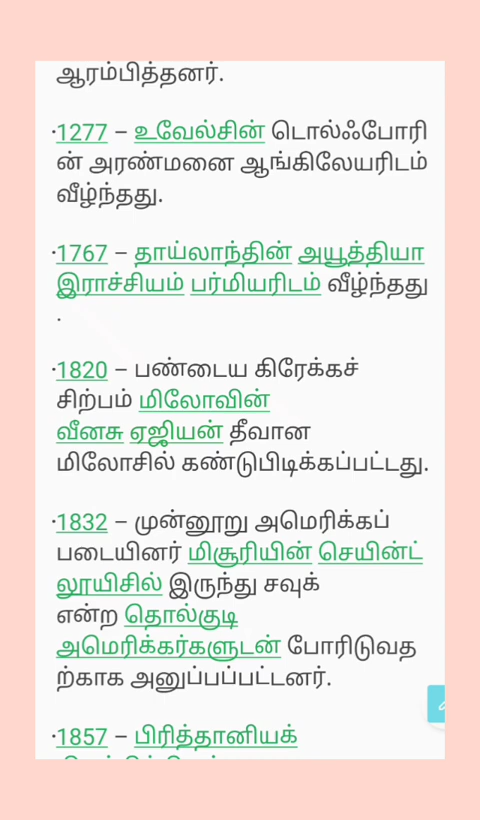 ஆரம்பித்தனர்.
·1277 – உவேல்சின் டொல்ஃபோரி
ன் அரண்மனை ஆங்கிலேயரிடம்
வீழ்ந்தது.
·1767 – தாய்லாந்தின் அயூத்தியா
இராச்சியம் பர்மியரிடம் வீழ்ந்தது
.
·1820 – பண்டைய கிரேக்கச்
சிற்பம் மிலோவின்
வீனசு ஏஜியன் தீவான
மிலோசில் கண்டுபிடிக்கப்பட்டது.
·1832 – முன்னூறு அமெரிக்கப்
படையினர் மிசூரியின் செயின்ட்
லூயிசில் இருந்து சவுக்
என்ற தொல்குடி
அமெரிக்கர்களுடன் போரிடுவத
ற்காக அனுப்பப்பட்டனர்.
·1857 – பிரித்தானியக்